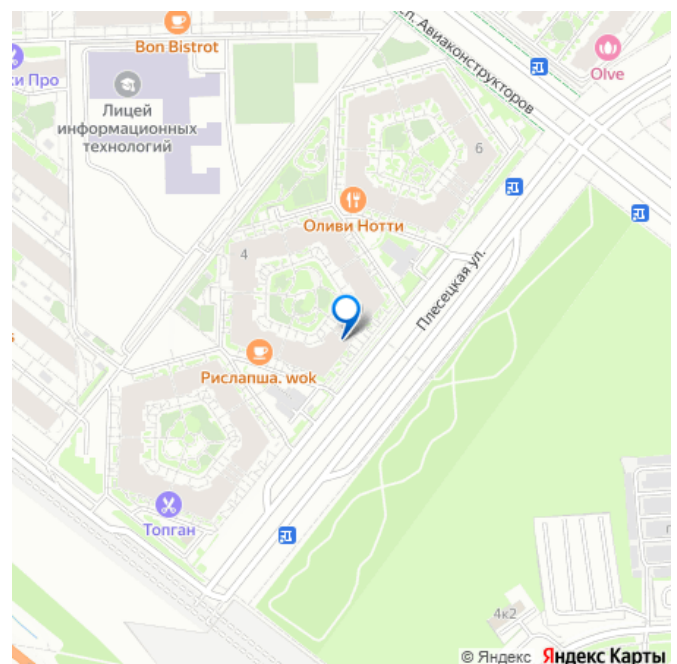 Bon Bistrot
ул. Авиаконструкторов
Olve
ки Про
Лицей
информационных
технологий
6
Оливи Нотти
4
Плесецкая ул.
Рислапша. wok
Топган
4к2
© Яндекс Яндекс Карты